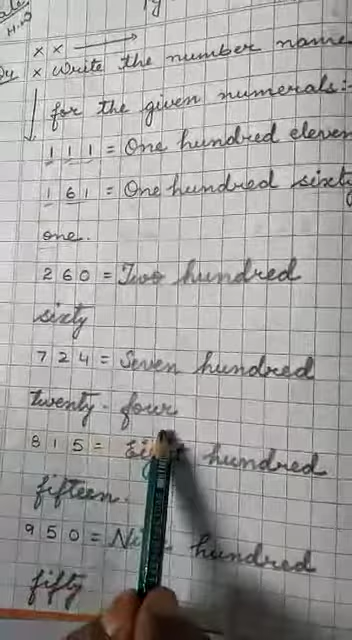 x x
x Write the number name
for the given numerals:-
1 1 1 = One hundred eleven
1 6 1 = One hundred sixty
one.
2 6 0 = Two hundred
sixty
7 2 4 = Seven hundred
twenty-four
8 1 5 = hundred
fifteen.
9 5 0 = hundred
fifty